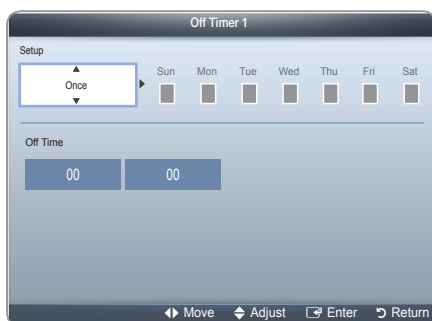 Off Timer 1
Setup
Once
Sun Mon Tue Wed Thu Fri Sat
Off Time
00 00
Move Adjust Enter Return